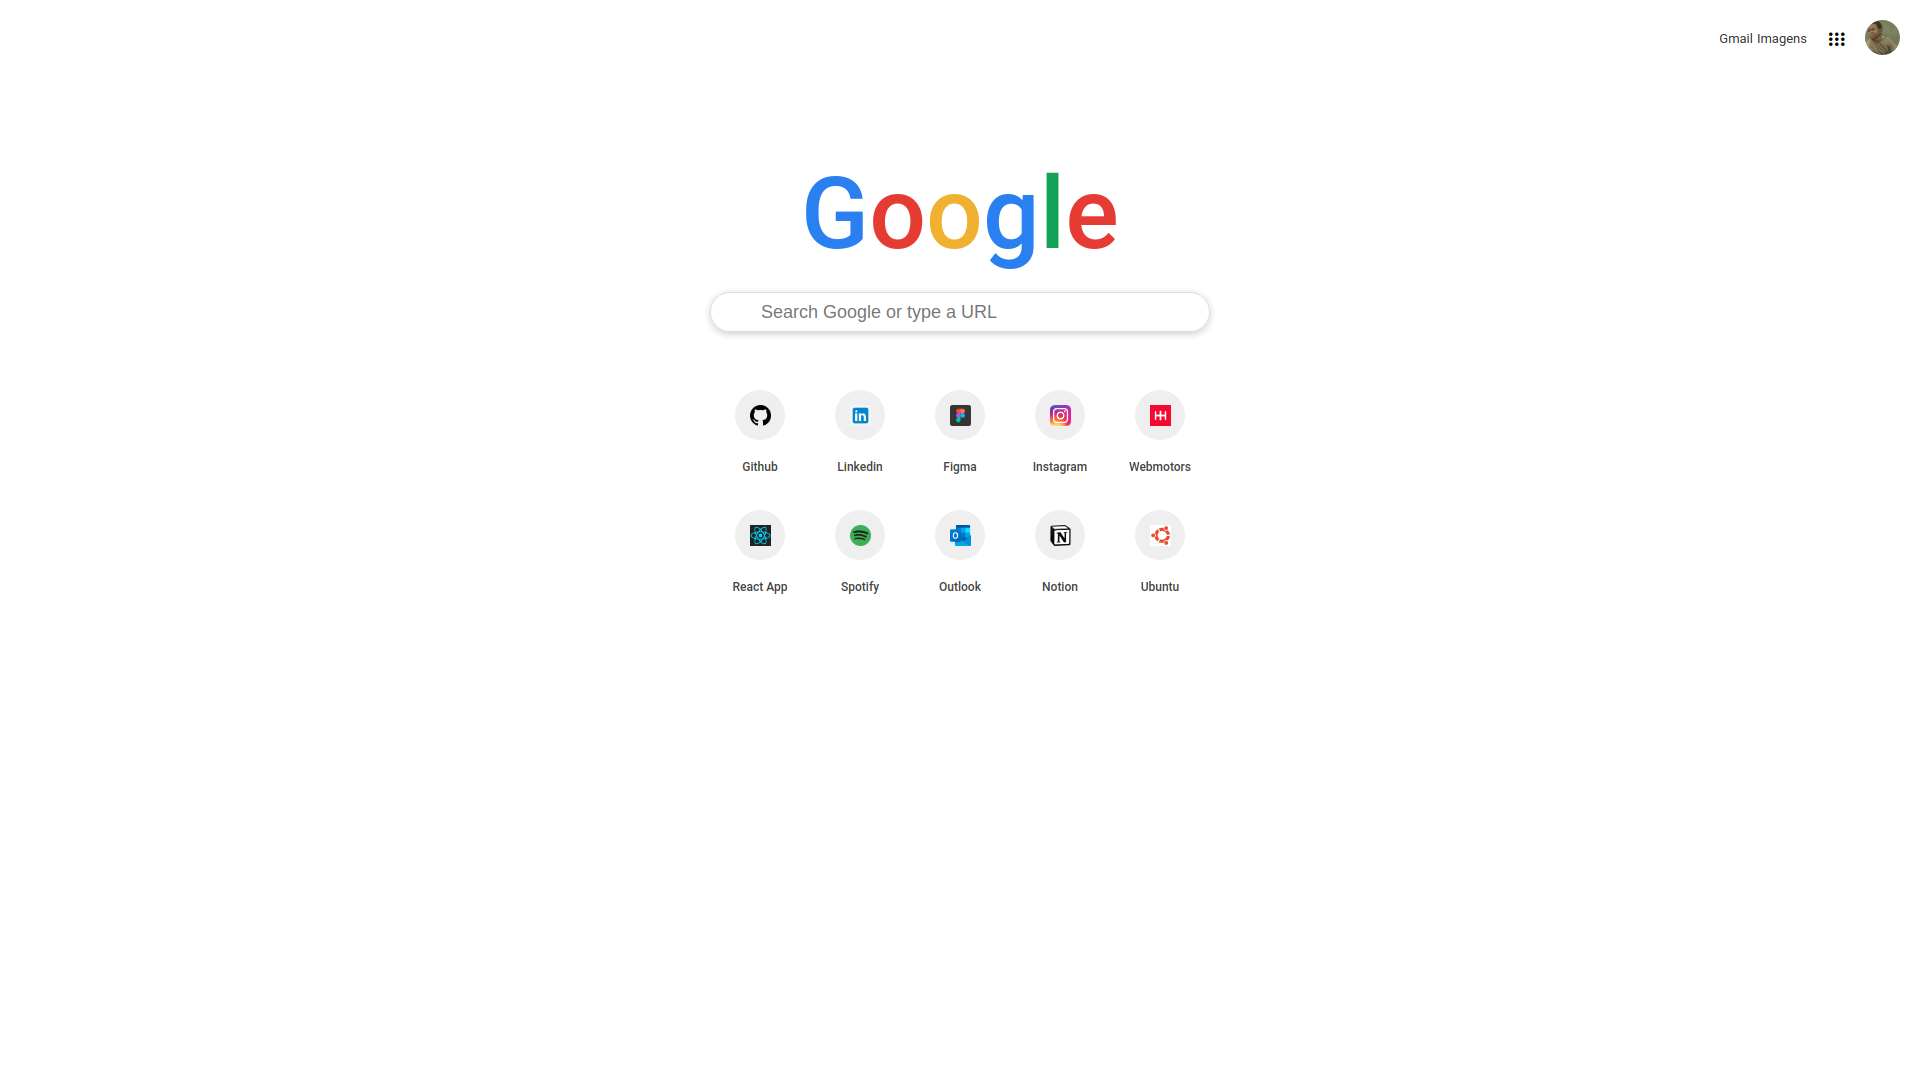 Gmail Imagens
Google
Search Google or type a URL
Github Linkedin Figma Instagram Webmotors
React App Spotify Outlook Notion Ubuntu